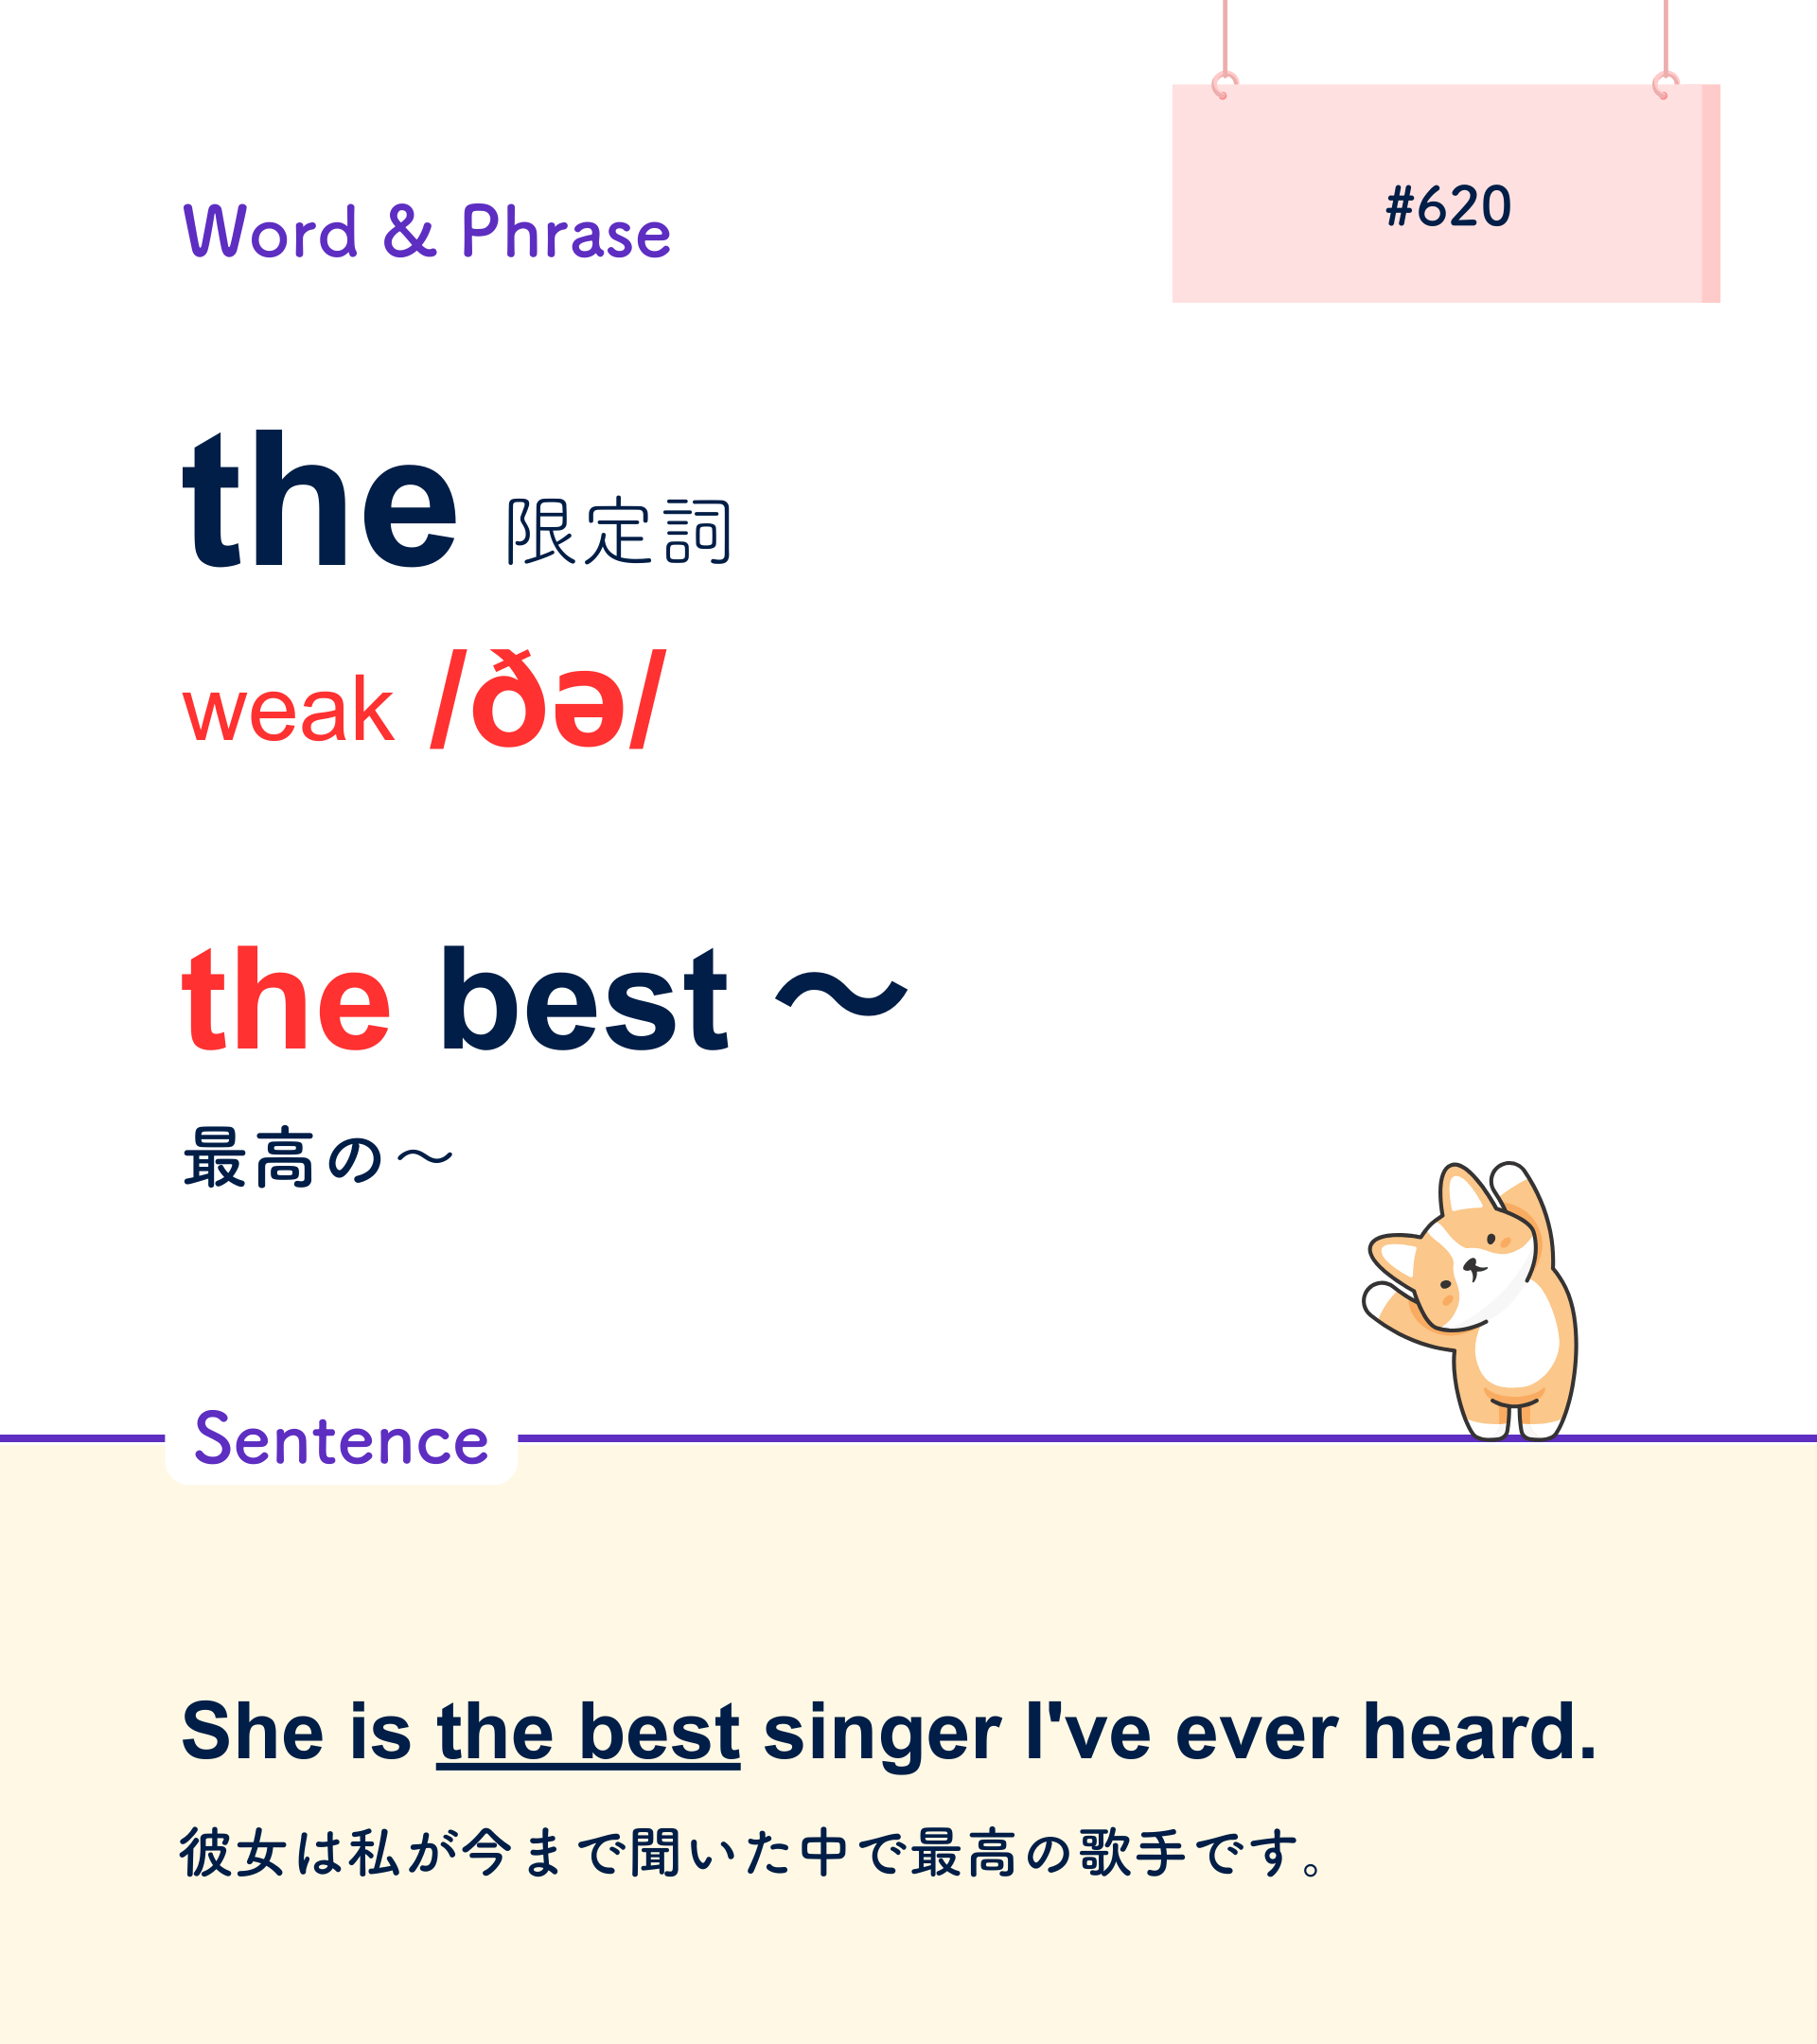 #620
Word & Phrase
the 限定詞
weak /ðə/
the best ～
最高の～
Sentence
She is the best singer I've ever heard.
彼女は私が今まで聞いた中で最高の歌手です。